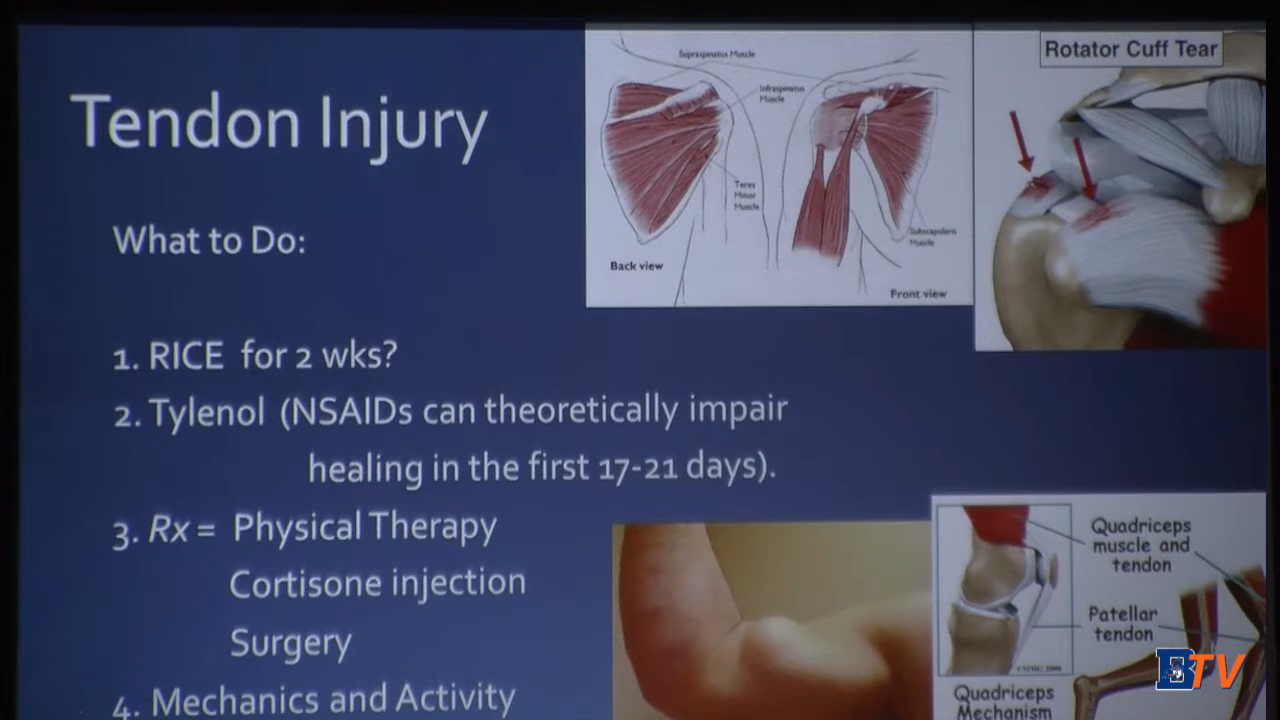 Tendon Injury
What to Do:
1. RICE for 2 wks?
2. Tylenol (NSAIDs can theoretically impair
healing in the first 17-21 days).
3. Rx = Physical Therapy
Cortisone injection
Surgery
4. Mechanics and Activity
Supraspinatus Muscle
Infraspinatus
Muscle
Teres
Minor
Muscle
Subscapularis
Muscle
Back view
Front view
Rotator Cuff Tear
Quadriceps
muscle and
tendon
Patellar
tendon
Quadriceps
Mechanism
BTV